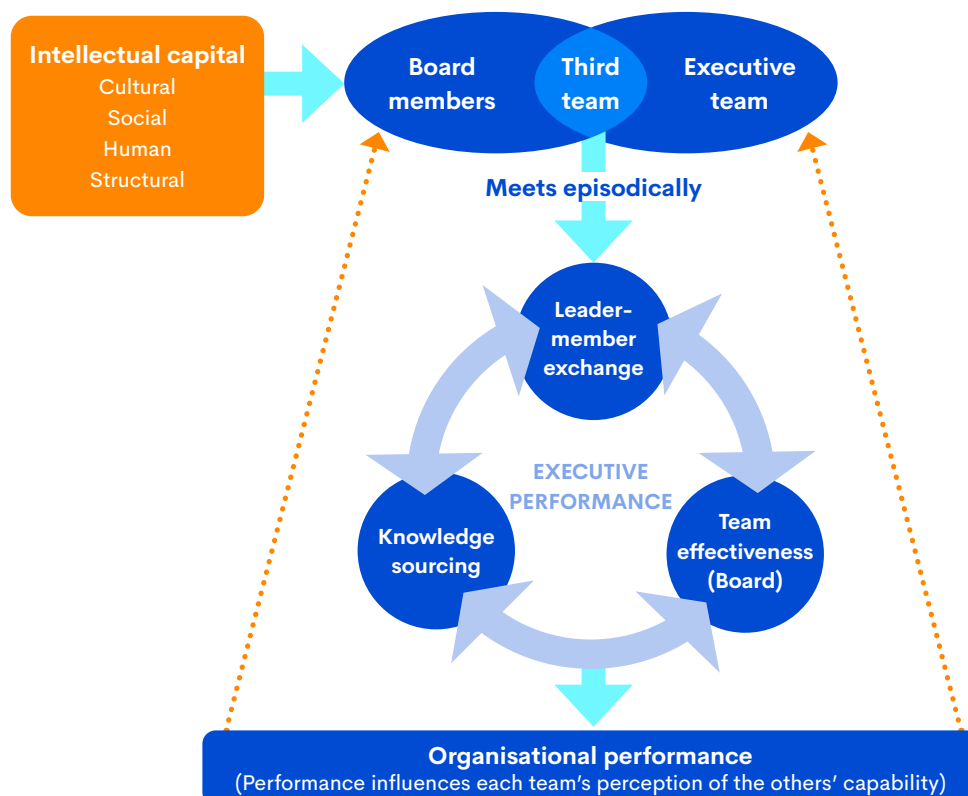 Intellectual capital
Cultural
Social
Human
Structural
Board
members
Third
team
Executive
team
Meets episodically
Leader-
member
exchange
EXECUTIVE
PERFORMANCE
Knowledge
sourcing
Team
effectiveness
(Board)
Organisational performance
(Performance influences each team’s perception of the others’ capability)